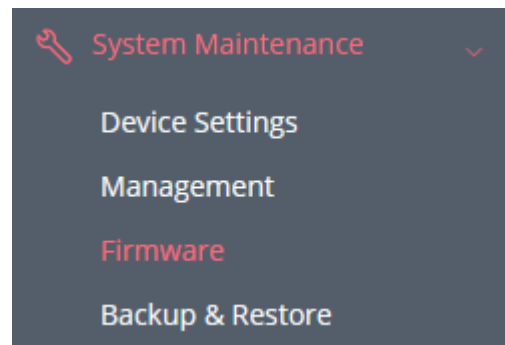 System Maintenance
Device Settings
Management
Firmware
Backup & Restore